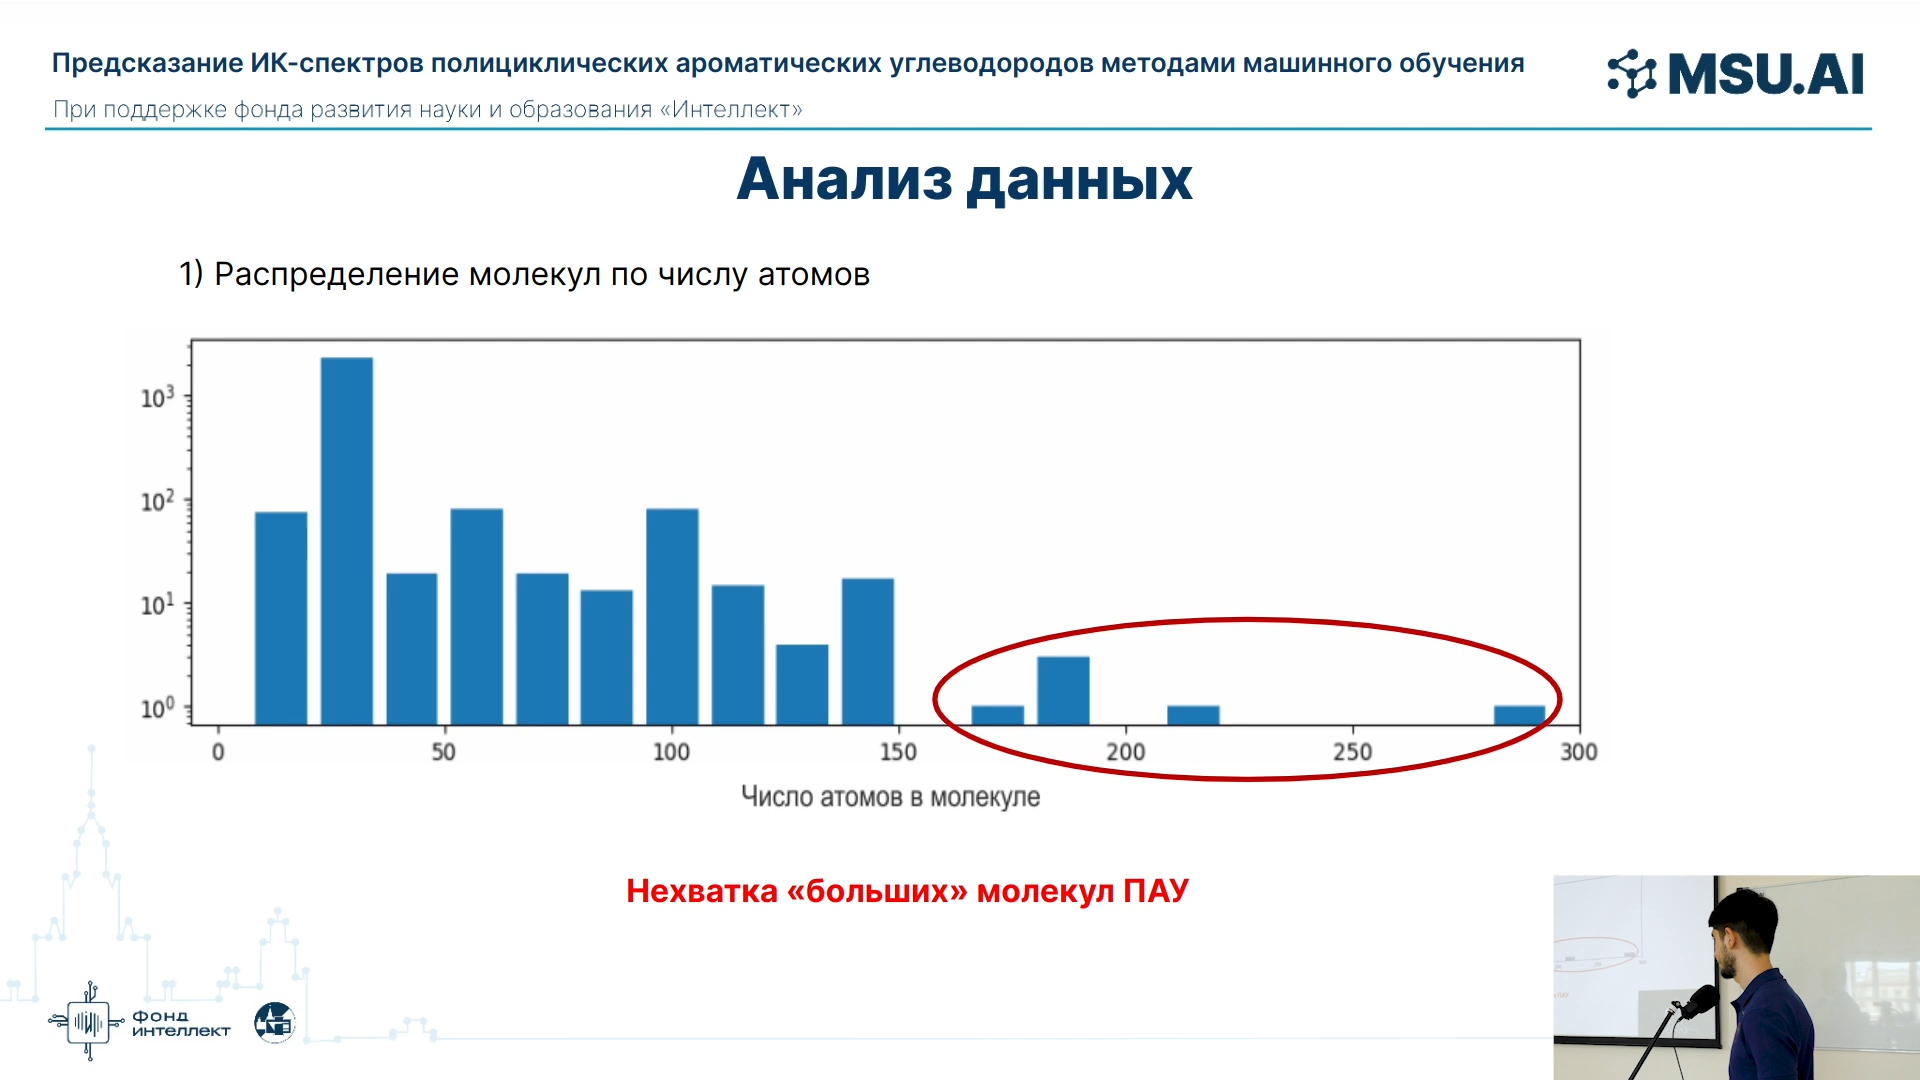 Предсказание ИК-спектров полициклических ароматических углеводородов методами машинного обучения
При поддержке фонда развития науки и образования «Интеллект»
MSU.AI
Анализ данных
1) Распределение молекул по числу атомов
10³
10²
10¹
10⁰
0 50 100 150 200 250 300
Число атомов в молекуле
Нехватка «больших» молекул ПАУ
ФОНД
ИНТЕЛЛЕКТ